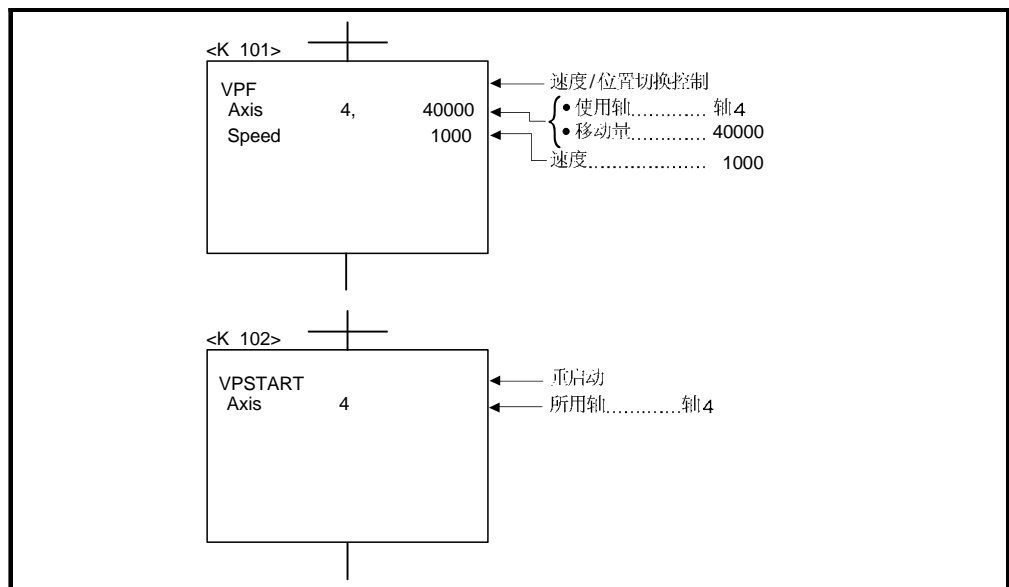 <K 101>
VPF 速度/位置切换控制
Axis 4, 40000 •使用轴............. 轴4
•移动量.............. 40000
Speed 1000 速度..................... 1000
<K 102>
VPSTART 重启动
Axis 4 所用轴............轴4